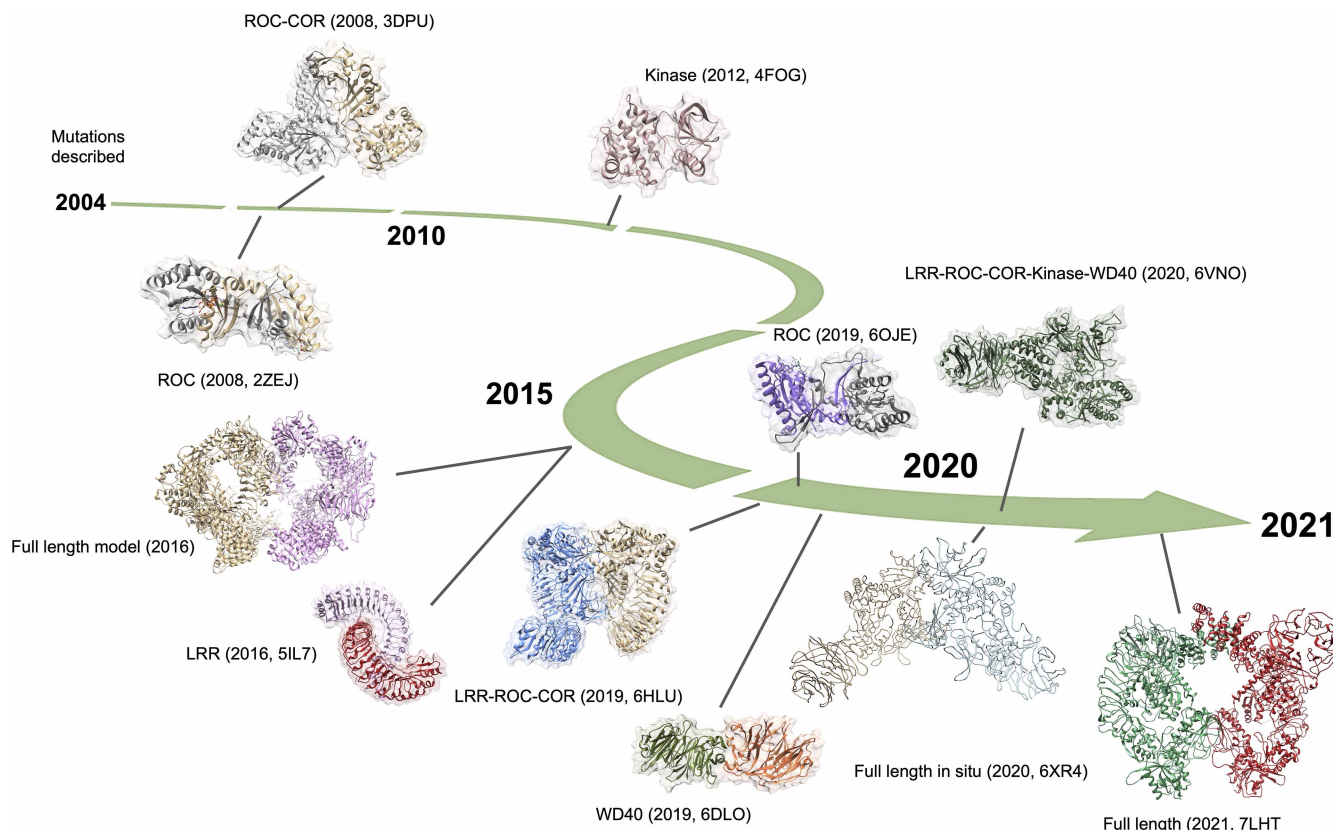 ROC-COR (2008, 3DPU)
Kinase (2012, 4FOG)
Mutations
described
2004
2010
LRR-ROC-COR-Kinase-WD40 (2020, 6VNO)
ROC (2019, 6OJE)
ROC (2008, 2ZEJ)
2015
2020
2021
Full length model (2016)
LRR (2016, 5IL7)
LRR-ROC-COR (2019, 6HLU)
Full length in situ (2020, 6XR4)
WD40 (2019, 6DLO)
Full length (2021, 7LHT